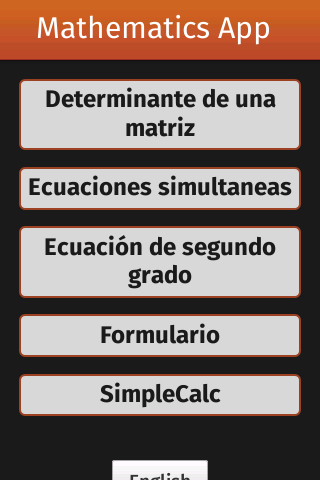 Mathematics App
Determinante de una
matriz
Ecuaciones simultaneas
Ecuación de segundo
grado
Formulario
SimpleCalc
English